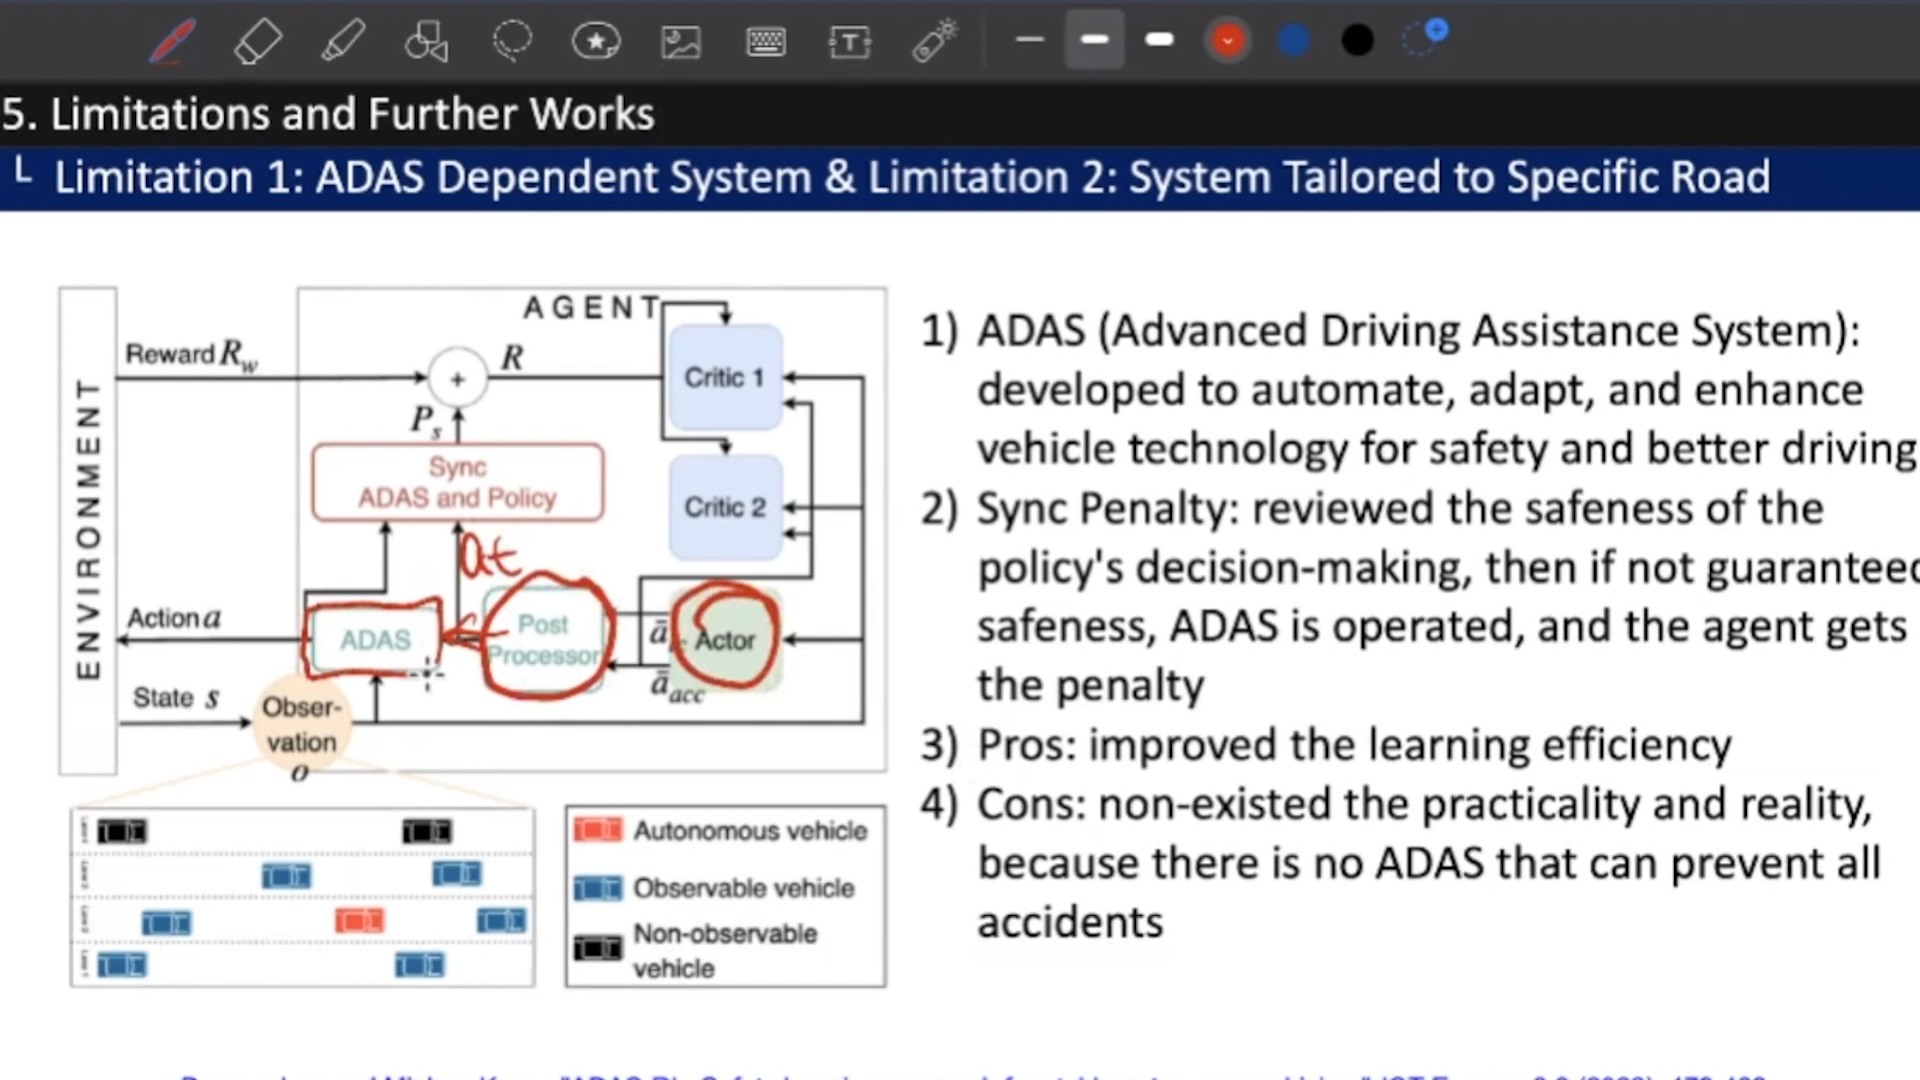 5. Limitations and Further Works
└ Limitation 1: ADAS Dependent System & Limitation 2: System Tailored to Specific Road
AGENT
ENVIRONMENT
Reward Rw
+
R
Ps
Critic 1
Sync
ADAS and Policy
Critic 2
at
Action a
ADAS
Post
Processor
Actor
ā
āacc
State s
Obser-
vation
o
Autonomous vehicle
Observable vehicle
Non-observable
vehicle
1) ADAS (Advanced Driving Assistance System):
developed to automate, adapt, and enhance
vehicle technology for safety and better driving
2) Sync Penalty: reviewed the safeness of the
policy's decision-making, then if not guaranteed
safeness, ADAS is operated, and the agent gets
the penalty
3) Pros: improved the learning efficiency
4) Cons: non-existed the practicality and reality,
because there is no ADAS that can prevent all
accidents